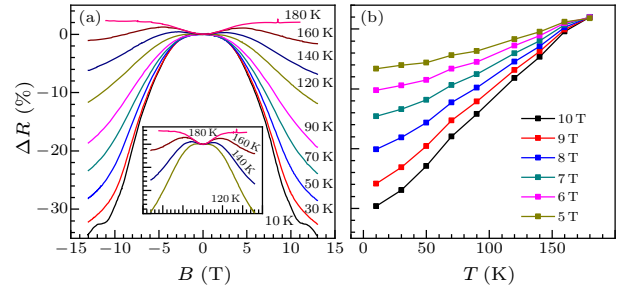 (a)
180 K
160 K
140 K
120 K
90 K
70 K
50 K
30 K
10 K
0
−10
−20
−30
ΔR (%)
180 K
160 K
140 K
120 K
−15 −10 −5 0 5 10 15
B (T)
(b)
10 T
9 T
8 T
7 T
6 T
5 T
0 50 100 150
T (K)